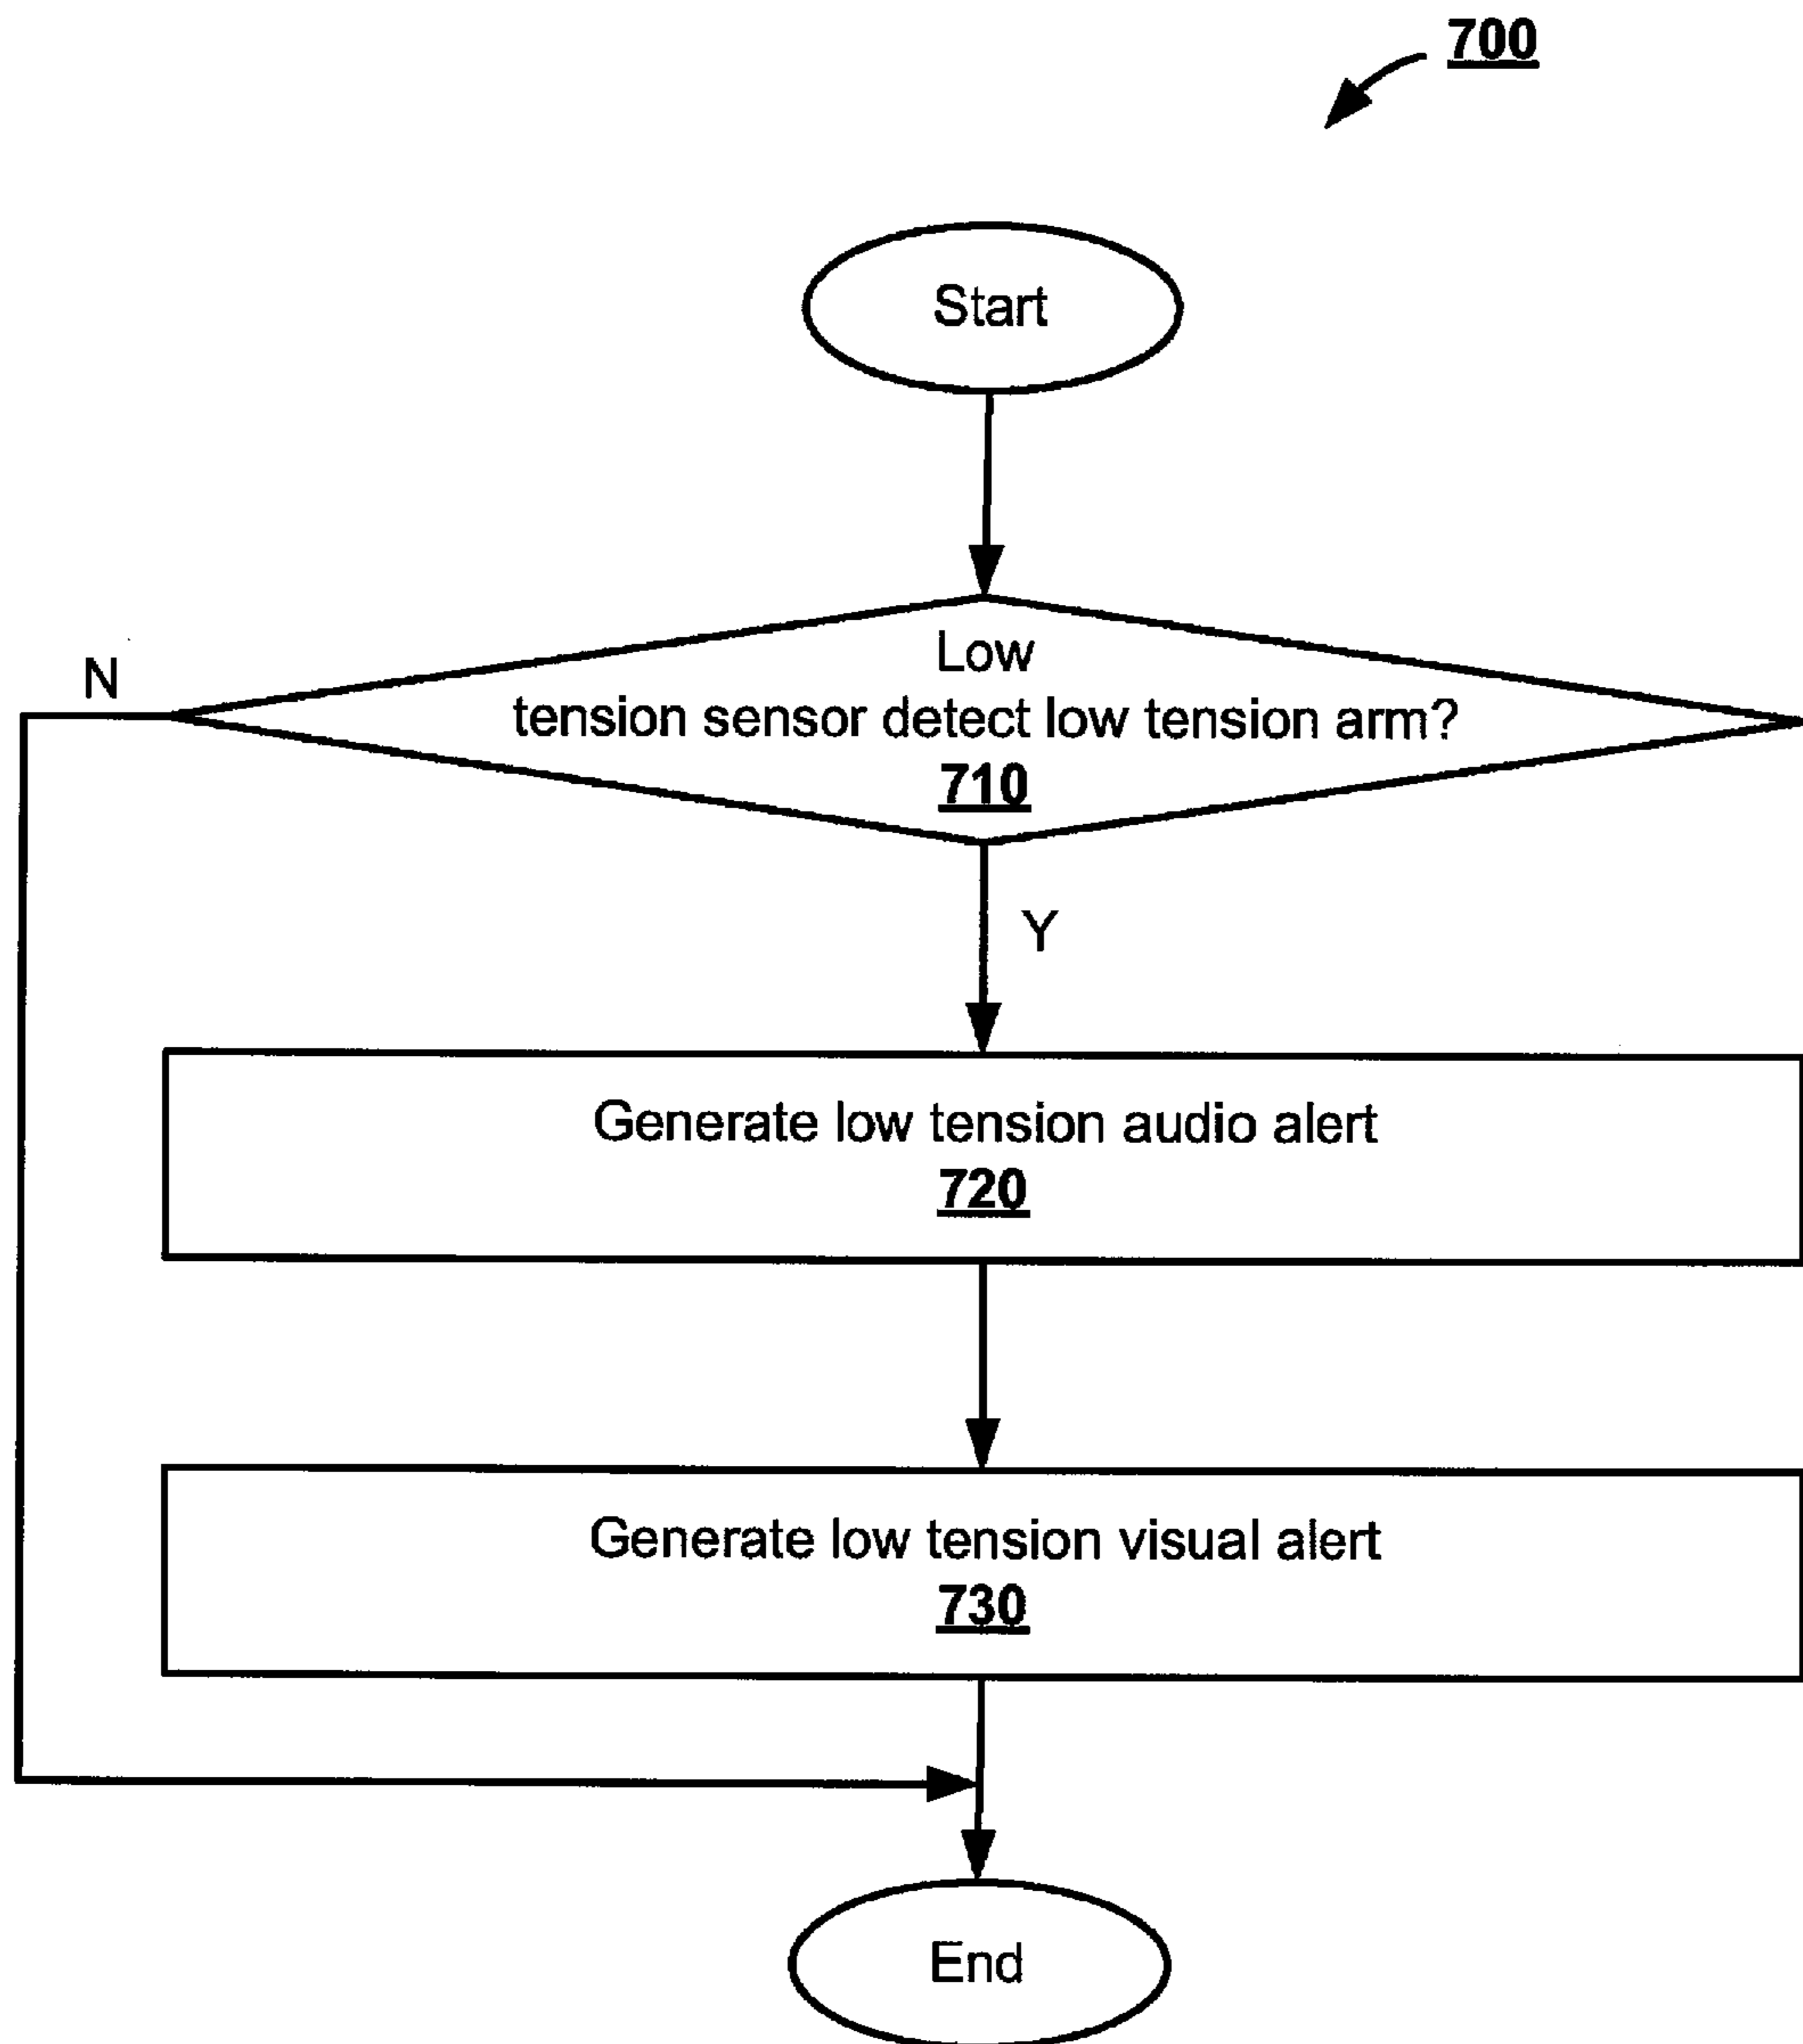 700
Start
Low
tension sensor detect low tension arm?
710
N
Y
Generate low tension audio alert
720
Generate low tension visual alert
730
End